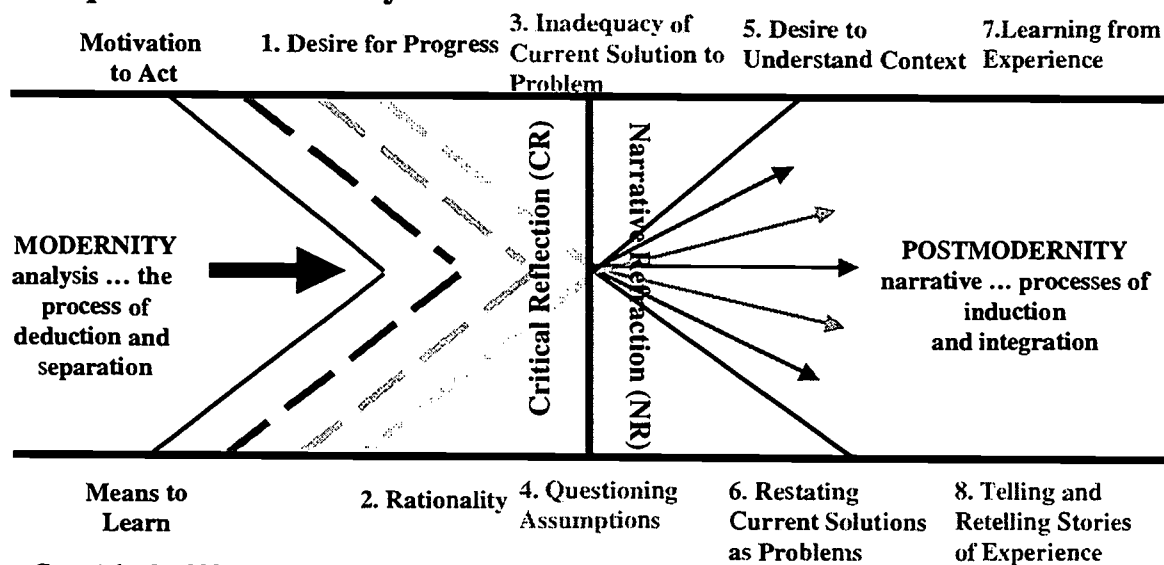 Motivation
to Act
1. Desire for Progress
3. Inadequacy of
Current Solution to
Problem
5. Desire to
Understand Context
7.Learning from
Experience
MODERNITY
analysis ... the
process of
deduction and
separation
Critical Reflection (CR)
Narrative Refraction (NR)
POSTMODERNITY
narrative ... processes of
induction
and integration
Means to
Learn
2. Rationality
4. Questioning
Assumptions
6. Restating
Current Solutions
as Problems
8. Telling and
Retelling Stories
of Experience